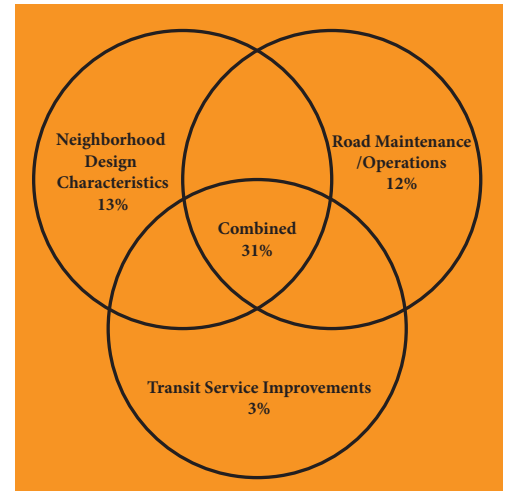 Neighborhood
Design
Characteristics
13%
Road Maintenance
/Operations
12%
Combined
31%
Transit Service Improvements
3%